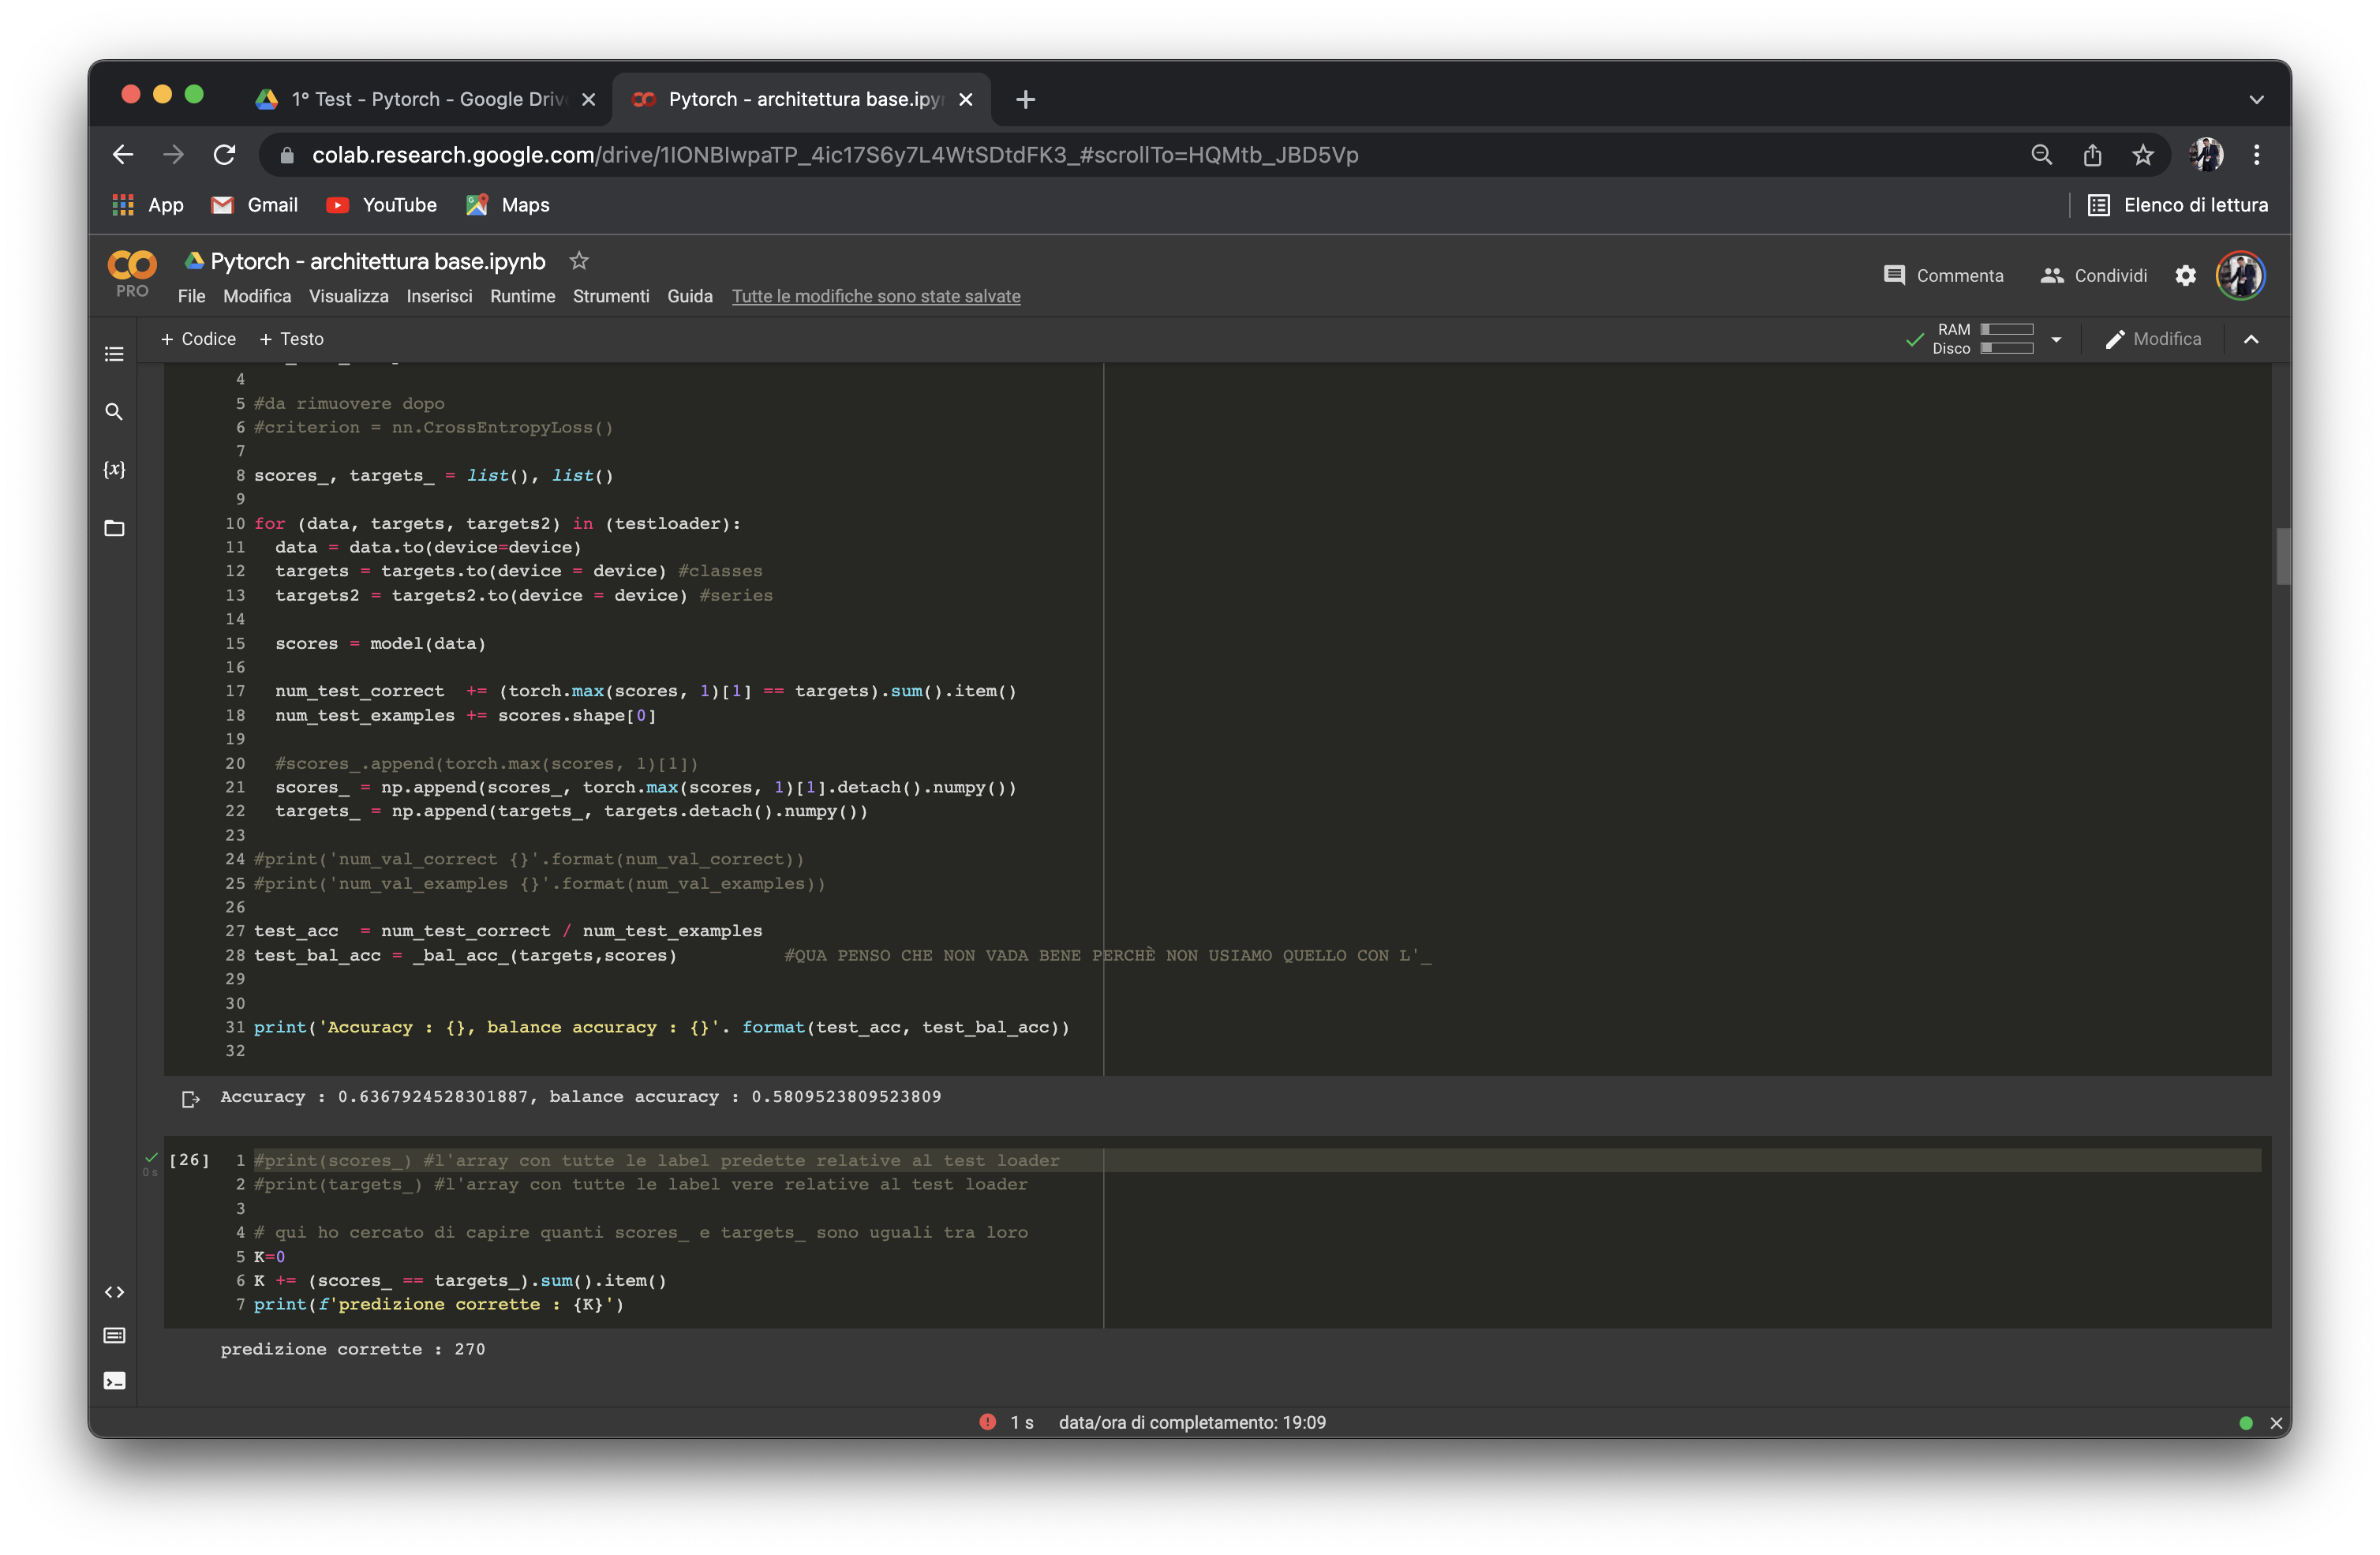 1° Test - Pytorch - Google Driv
Pytorch - architettura base.ipyn
colab.research.google.com/drive/1IONBIwpaTP_4ic17S6y7L4WtSDtdFK3_#scrollTo=HQMtb_JBD5Vp
App Gmail YouTube Maps Elenco di lettura
Pytorch - architettura base.ipynb
PRO
File Modifica Visualizza Inserisci Runtime Strumenti Guida Tutte le modifiche sono state salvate
Commenta Condividi
+ Codice + Testo
RAM
Disco
Modifica
4
5 #da rimuovere dopo
6 #criterion = nn.CrossEntropyLoss()
7
8 scores_, targets_ = list(), list()
9
10 for (data, targets, targets2) in (testloader):
11 data = data.to(device=device)
12 targets = targets.to(device = device) #classes
13 targets2 = targets2.to(device = device) #series
14
15 scores = model(data)
16
17 num_test_correct += (torch.max(scores, 1)[1] == targets).sum().item()
18 num_test_examples += scores.shape[0]
19
20 #scores_.append(torch.max(scores, 1)[1])
21 scores_ = np.append(scores_, torch.max(scores, 1)[1].detach().numpy())
22 targets_ = np.append(targets_, targets.detach().numpy())
23
24 #print('num_val_correct {}'.format(num_val_correct))
25 #print('num_val_examples {}'.format(num_val_examples))
26
27 test_acc = num_test_correct / num_test_examples
28 test_bal_acc = _bal_acc_(targets,scores) #QUA PENSO CHE NON VADA BENE PERCHÈ NON USIAMO QUELLO CON L'_
29
30
31 print('Accuracy : {}, balance accuracy : {}'. format(test_acc, test_bal_acc))
32
Accuracy : 0.6367924528301887, balance accuracy : 0.5809523809523809
0 s
[26] 1 #print(scores_) #l'array con tutte le label predette relative al test loader
2 #print(targets_) #l'array con tutte le label vere relative al test loader
3
4 # qui ho cercato di capire quanti scores_ e targets_ sono uguali tra loro
5 K=0
6 K += (scores_ == targets_).sum().item()
7 print(f'predizione corrette : {K}')
predizione corrette : 270
1 s data/ora di completamento: 19:09